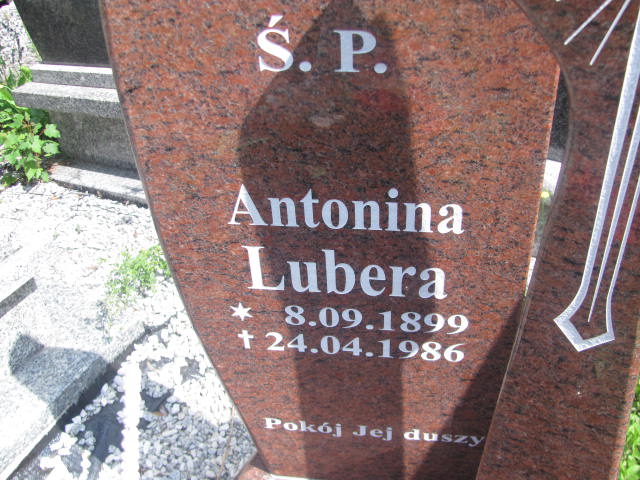 Ś. P.
Antonina
Lubera
* 8.09.1899
† 24.04.1986
Pokój Jej duszy